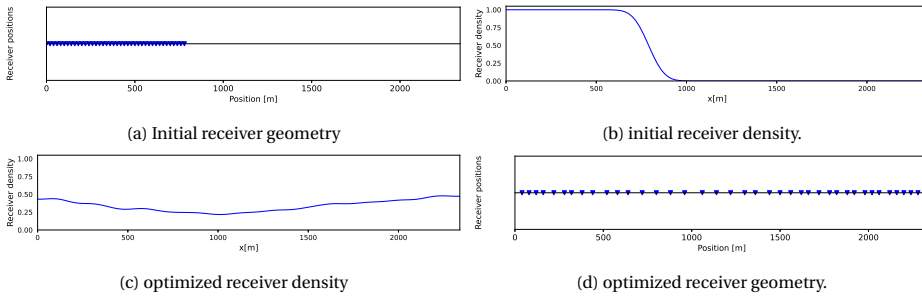 Receiver positions
0 500 1000 1500 2000
Position [m]
(a) Initial receiver geometry
Receiver density
1.00
0.75
0.50
0.25
0.00
0 500 1000 1500 2000
x[m]
(b) initial receiver density.
Receiver density
1.00
0.75
0.50
0.25
0.00
0 500 1000 1500 2000
x[m]
(c) optimized receiver density
Receiver positions
0 500 1000 1500 2000
Position [m]
(d) optimized receiver geometry.